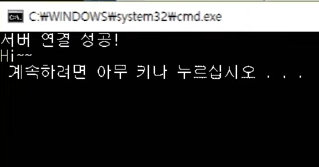 C:₩WINDOWS₩system32₩cmd.exe
서버 연결 성공!
Hi~~
계속하려면 아무 키나 누르십시오 . . .